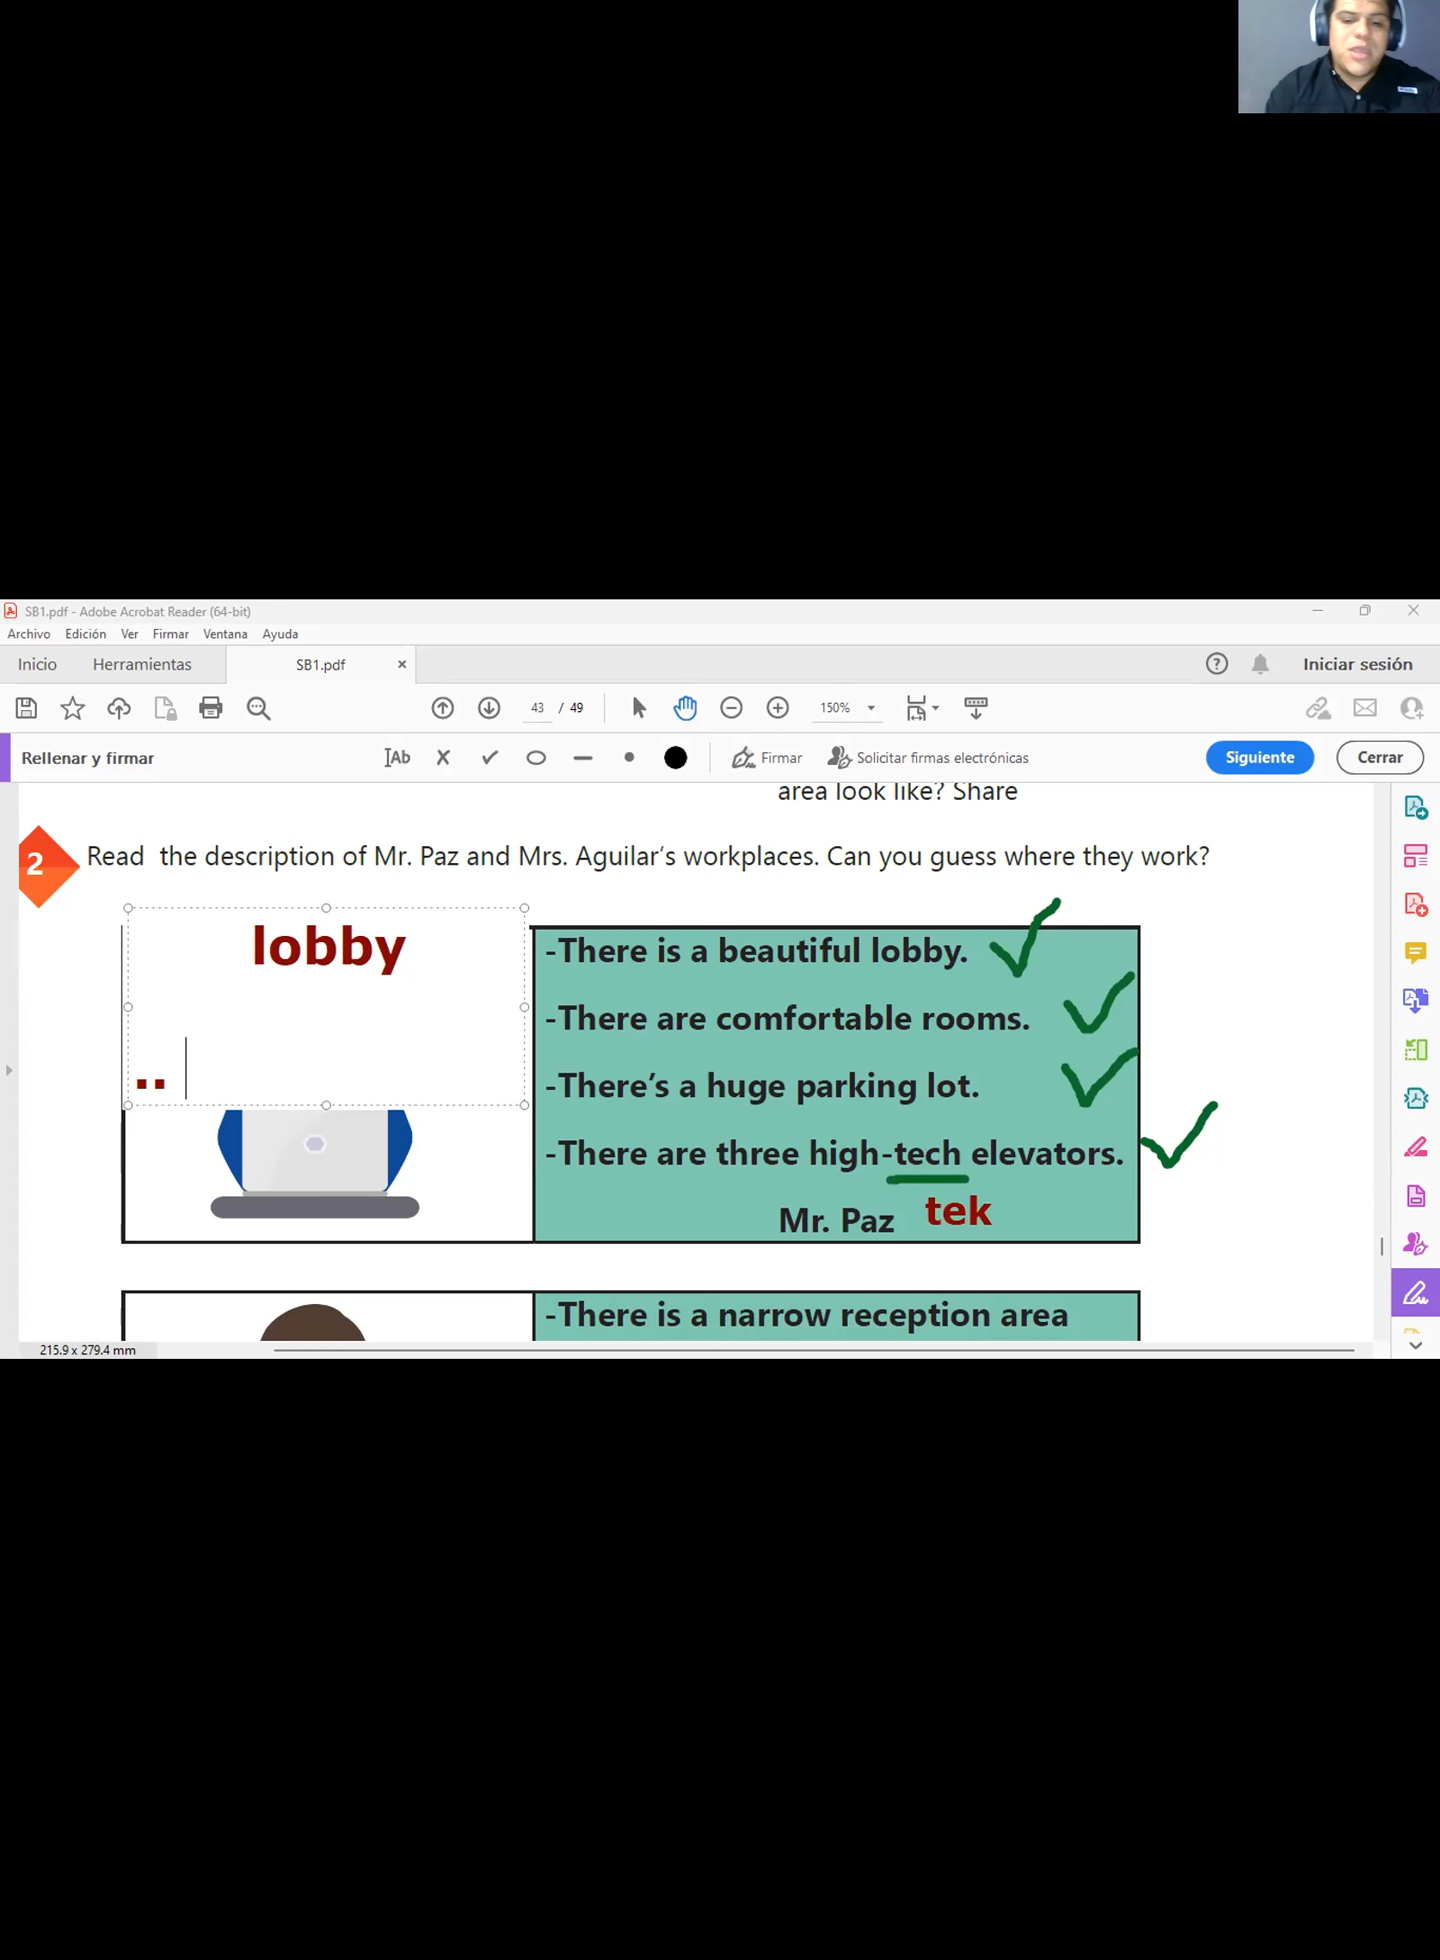 SB1.pdf - Adobe Acrobat Reader (64-bit)
Archivo Edición Ver Firmar Ventana Ayuda
Inicio Herramientas SB1.pdf × Iniciar sesión
43 / 49 150%
Rellenar y firmar Ab Firmar Solicitar firmas electrónicas Siguiente Cerrar
area look like? Share
2 Read the description of Mr. Paz and Mrs. Aguilar’s workplaces. Can you guess where they work?
lobby
..
-There is a beautiful lobby.
-There are comfortable rooms.
-There’s a huge parking lot.
-There are three high-tech elevators.
Mr. Paz tek
-There is a narrow reception area
215.9 x 279.4 mm